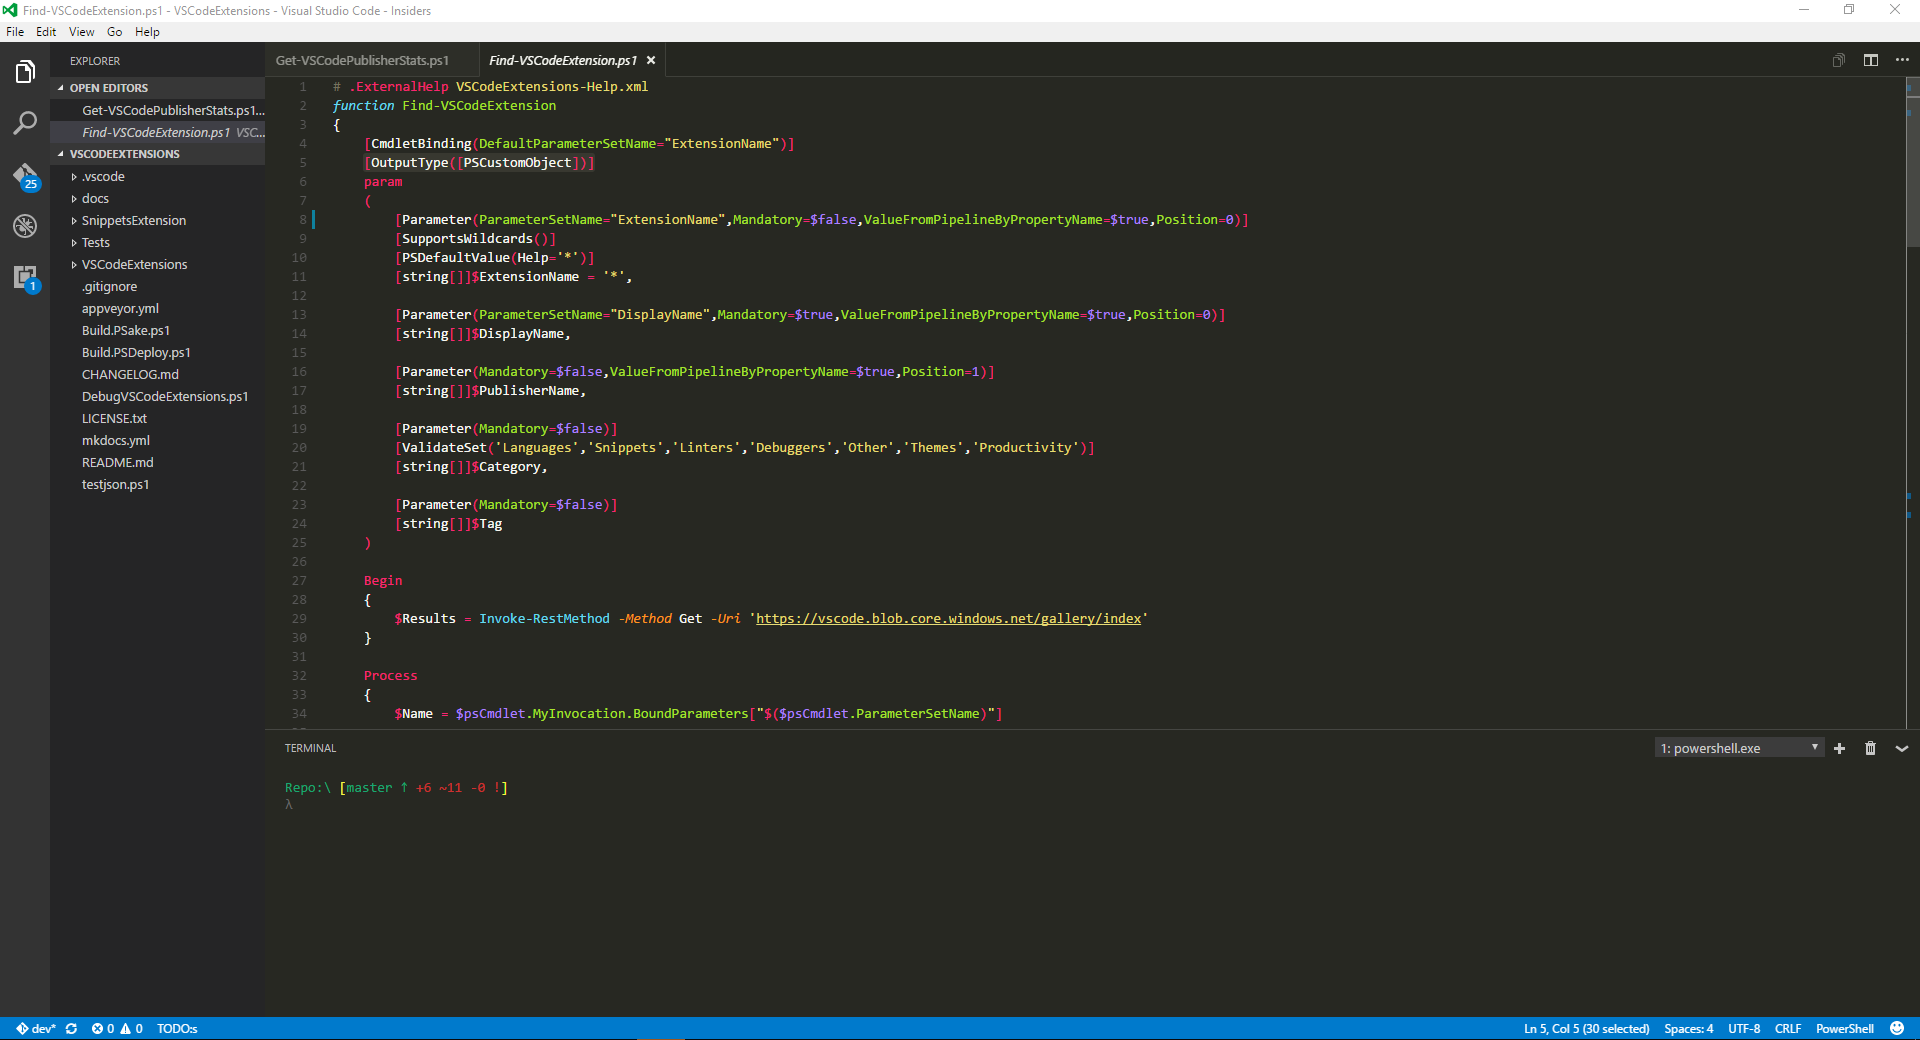 Find-VSCodeExtension.ps1 - VSCodeExtensions - Visual Studio Code - Insiders
File Edit View Go Help
EXPLORER
OPEN EDITORS
Get-VSCodePublisherStats.ps1...
Find-VSCodeExtension.ps1 VSC...
VSCODEEXTENSIONS
.vscode
docs
SnippetsExtension
Tests
VSCodeExtensions
.gitignore
appveyor.yml
Build.PSake.ps1
Build.PSDeploy.ps1
CHANGELOG.md
DebugVSCodeExtensions.ps1
LICENSE.txt
mkdocs.yml
README.md
testjson.ps1
25
1
Get-VSCodePublisherStats.ps1 Find-VSCodeExtension.ps1
1 # .ExternalHelp VSCodeExtensions-Help.xml
2 function Find-VSCodeExtension
3 {
4     [CmdletBinding(DefaultParameterSetName="ExtensionName")]
5     [OutputType([PSCustomObject])]
6     param
7     (
8         [Parameter(ParameterSetName="ExtensionName",Mandatory=$false,ValueFromPipelineByPropertyName=$true,Position=0)]
9         [SupportsWildcards()]
10         [PSDefaultValue(Help='*')]
11         [string[]]$ExtensionName = '*',
12
13         [Parameter(ParameterSetName="DisplayName",Mandatory=$true,ValueFromPipelineByPropertyName=$true,Position=0)]
14         [string[]]$DisplayName,
15
16         [Parameter(Mandatory=$false,ValueFromPipelineByPropertyName=$true,Position=1)]
17         [string[]]$PublisherName,
18
19         [Parameter(Mandatory=$false)]
20         [ValidateSet('Languages','Snippets','Linters','Debuggers','Other','Themes','Productivity')]
21         [string[]]$Category,
22
23         [Parameter(Mandatory=$false)]
24         [string[]]$Tag
25     )
26
27     Begin
28     {
29         $Results = Invoke-RestMethod -Method Get -Uri 'https://vscode.blob.core.windows.net/gallery/index'
30     }
31
32     Process
33     {
34         $Name = $psCmdlet.MyInvocation.BoundParameters["$($psCmdlet.ParameterSetName)"]
TERMINAL
1: powershell.exe
Repo:\ [master ↑ +6 ~11 -0 !]
λ
dev* 0 0 TODO:s
Ln 5, Col 5 (30 selected) Spaces: 4 UTF-8 CRLF PowerShell